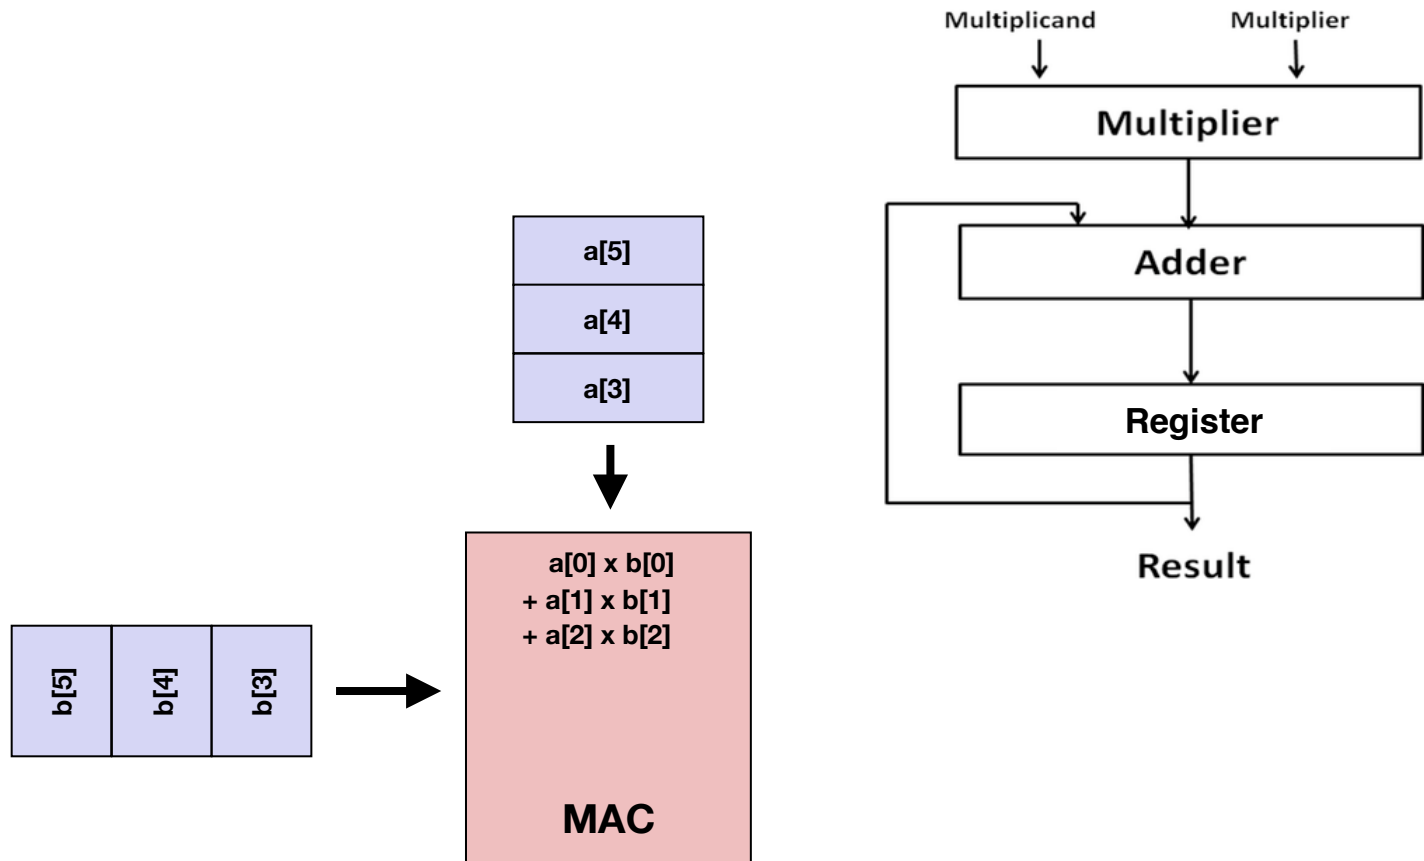 Multiplicand Multiplier
Multiplier
Adder
Register
Result
a[5]
a[4]
a[3]
b[5] b[4] b[3]
a[0] x b[0]
+ a[1] x b[1]
+ a[2] x b[2]
MAC